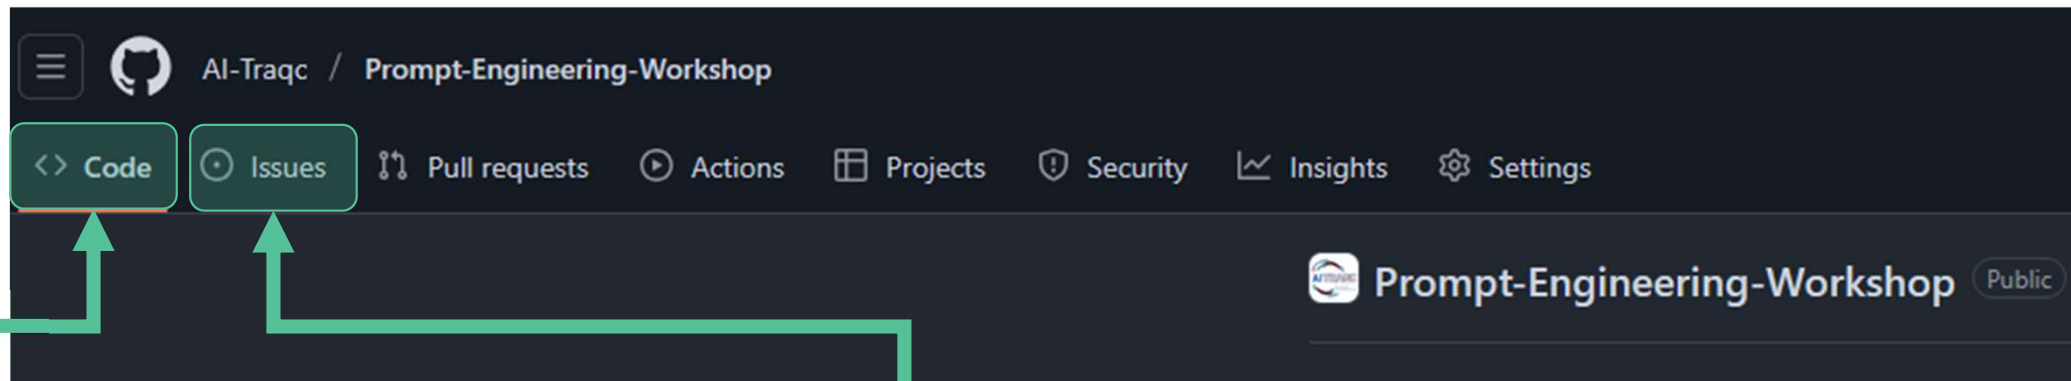 AI-Traqc / Prompt-Engineering-Workshop
<> Code Issues Pull requests Actions Projects Security Insights Settings
Prompt-Engineering-Workshop Public